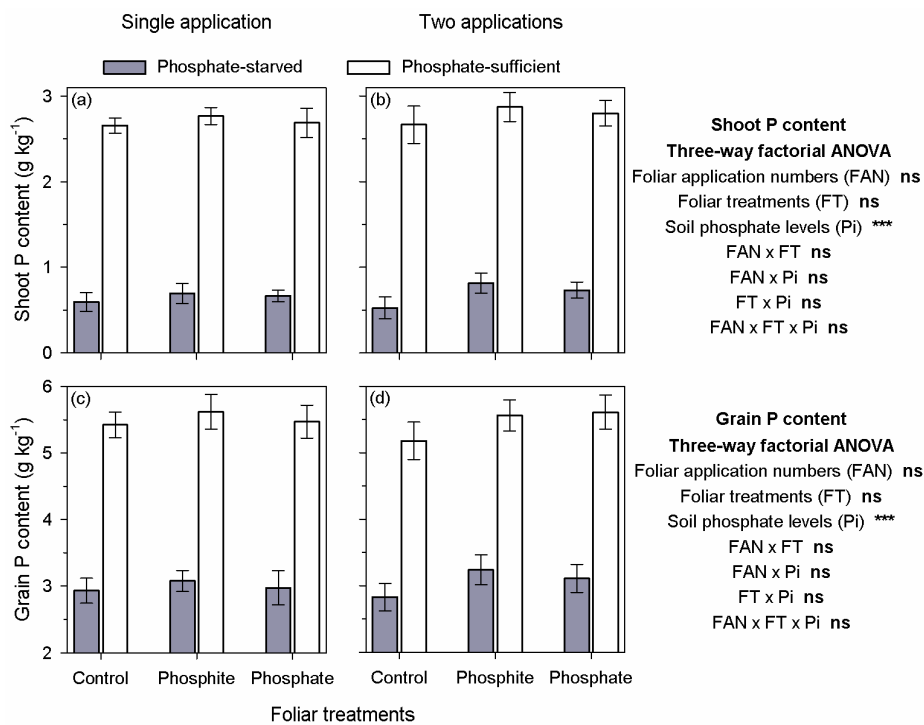 Single application
Two applications
Phosphate-starved
Phosphate-sufficient
(a)
(b)
3
2
1
0
Shoot P content (g kg-1)
Shoot P content
Three-way factorial ANOVA
Foliar application numbers (FAN) ns
Foliar treatments (FT) ns
Soil phosphate levels (Pi) ***
FAN x FT ns
FAN x Pi ns
FT x Pi ns
FAN x FT x Pi ns
(c)
(d)
6
5
4
3
2
Grain P content (g kg-1)
Grain P content
Three-way factorial ANOVA
Foliar application numbers (FAN) ns
Foliar treatments (FT) ns
Soil phosphate levels (Pi) ***
FAN x FT ns
FAN x Pi ns
FT x Pi ns
FAN x FT x Pi ns
Control
Phosphite
Phosphate
Control
Phosphite
Phosphate
Foliar treatments